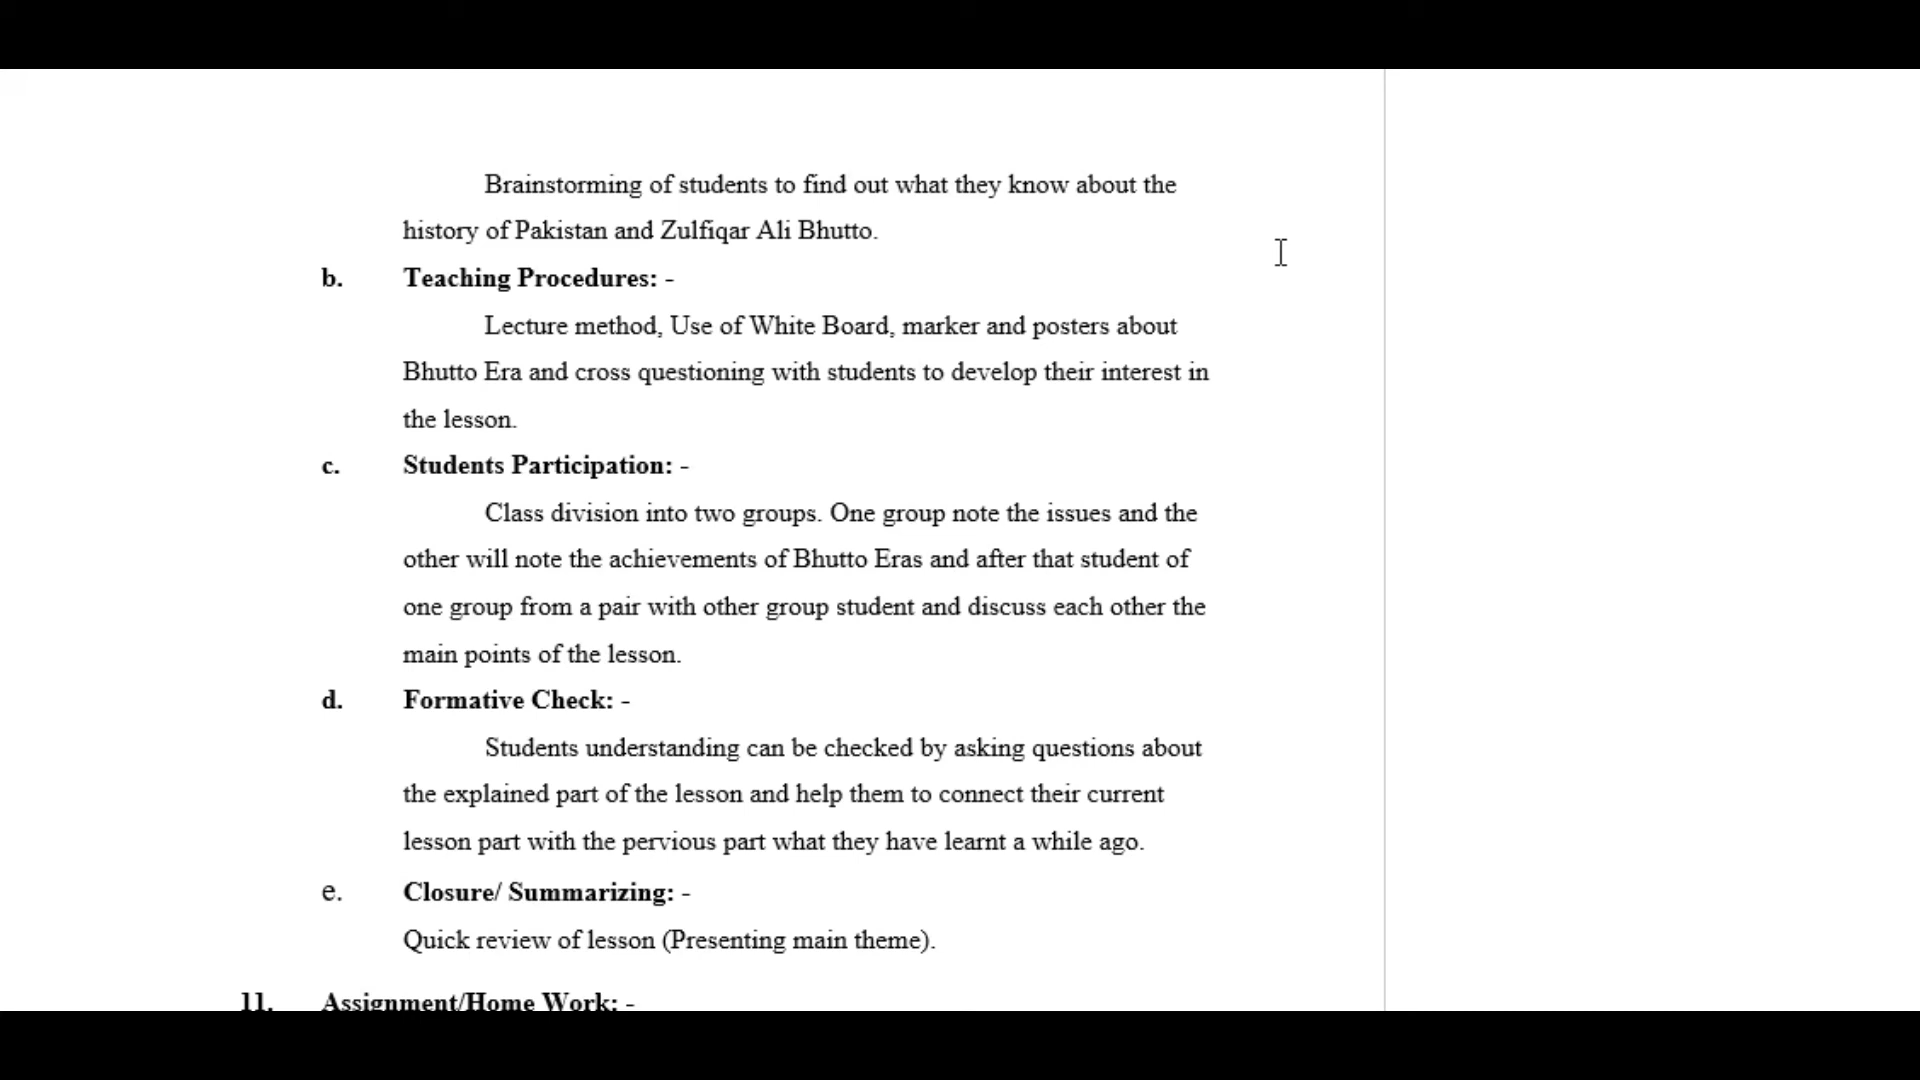 Brainstorming of students to find out what they know about the
history of Pakistan and Zulfiqar Ali Bhutto.
b. Teaching Procedures: -
Lecture method, Use of White Board, marker and posters about
Bhutto Era and cross questioning with students to develop their interest in
the lesson.
c. Students Participation: -
Class division into two groups. One group note the issues and the
other will note the achievements of Bhutto Eras and after that student of
one group from a pair with other group student and discuss each other the
main points of the lesson.
d. Formative Check: -
Students understanding can be checked by asking questions about
the explained part of the lesson and help them to connect their current
lesson part with the pervious part what they have learnt a while ago.
e. Closure/ Summarizing: -
Quick review of lesson (Presenting main theme).
11. Assignment/Home Work: -